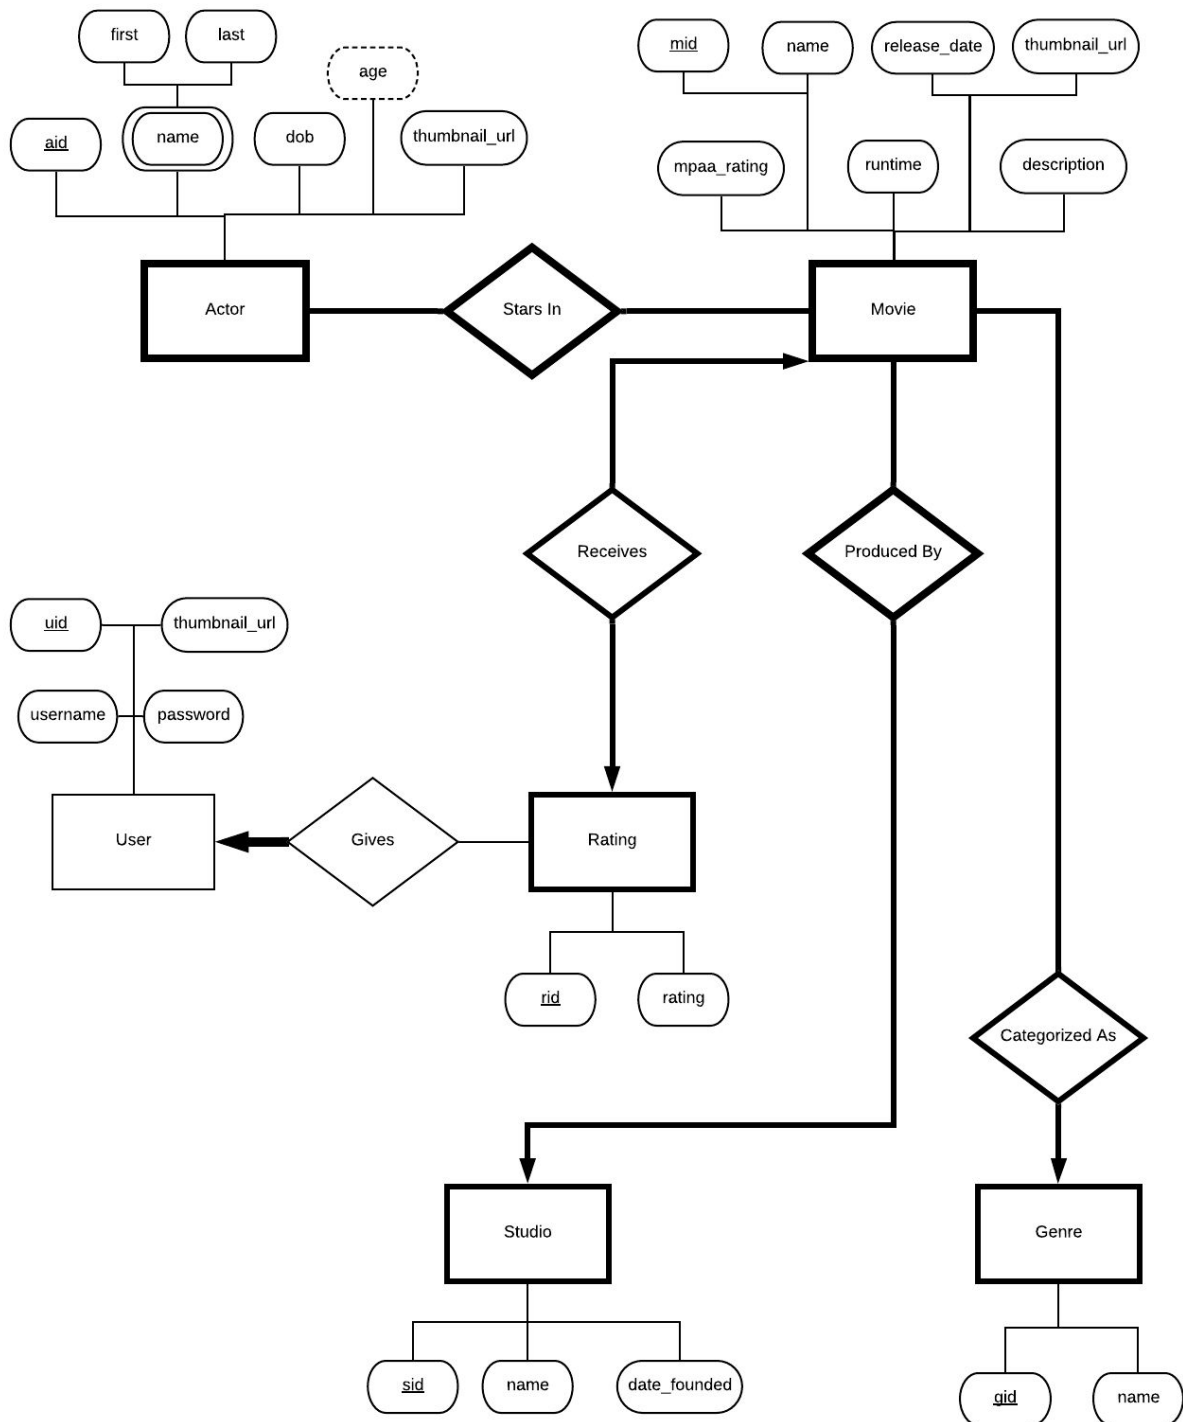 first
last
age
aid
name
dob
thumbnail_url
mid
name
release_date
thumbnail_url
mpaa_rating
runtime
description
Actor
Stars In
Movie
Receives
Produced By
uid
thumbnail_url
username
password
User
Gives
Rating
rid
rating
Categorized As
Studio
Genre
sid
name
date_founded
gid
name